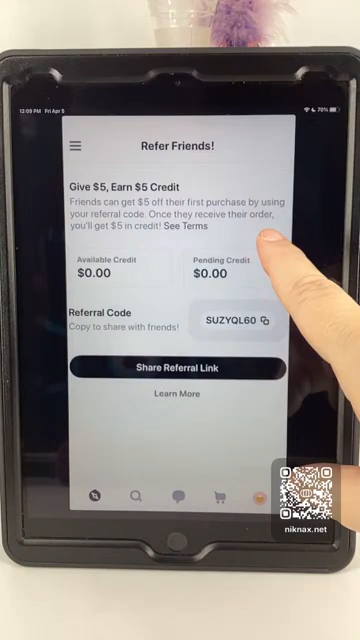 12:09 PM Fri Apr 5
70%
Refer Friends!
Give $5, Earn $5 Credit
Friends can get $5 off their first purchase by using
your referral code. Once they receive their order,
you'll get $5 in credit! See Terms
Available Credit
$0.00
Pending Credit
$0.00
Referral Code
Copy to share with friends!
SUZYQL60
Share Referral Link
Learn More
niknax.net